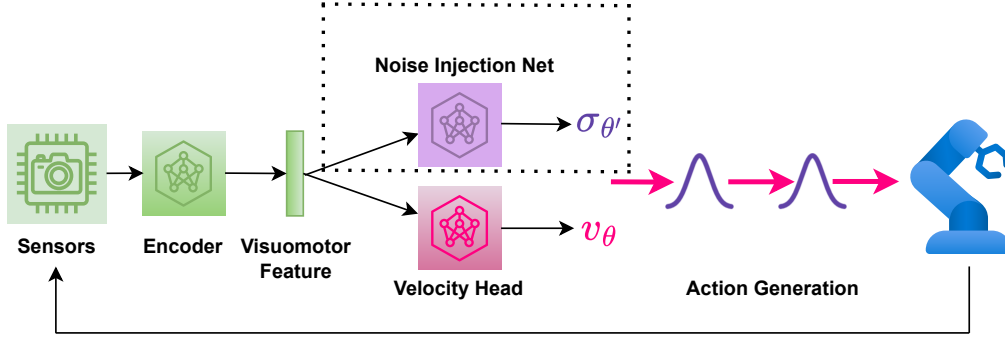 Noise Injection Net
σθ'
Sensors
Encoder
Visuomotor
Feature
vθ
Velocity Head
Action Generation